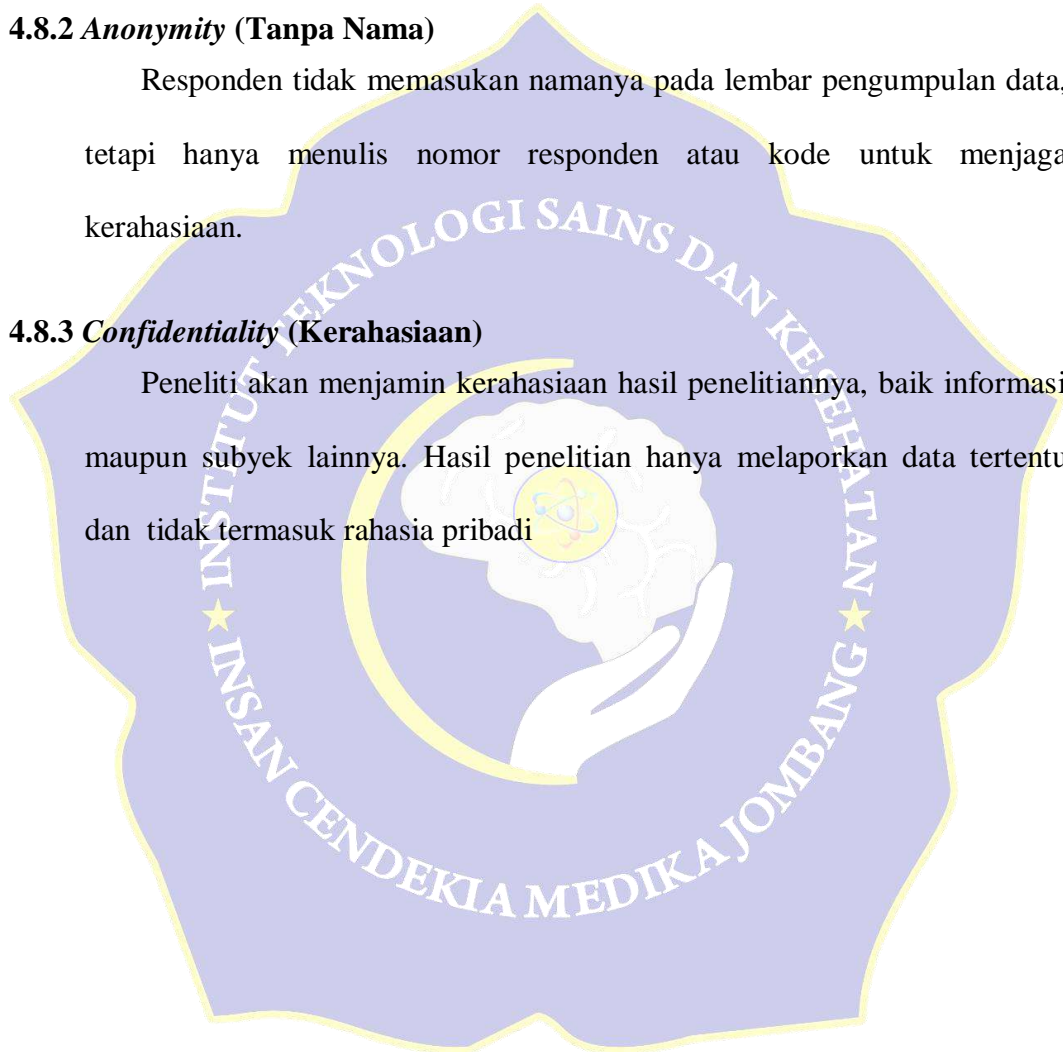 4.8.2 Anonymity (Tanpa Nama)
Responden tidak memasukan namanya pada lembar pengumpulan data,
tetapi hanya menulis nomor responden atau kode untuk menjaga
kerahasiaan.
4.8.3 Confidentiality (Kerahasiaan)
Peneliti akan menjamin kerahasiaan hasil penelitiannya, baik informasi
maupun subyek lainnya. Hasil penelitian hanya melaporkan data tertentu
dan tidak termasuk rahasia pribadi
INSTITUT TEKNOLOGI SAINS DAN KESEHATAN
INSAN CENDEKIA MEDIKA JOMBANG